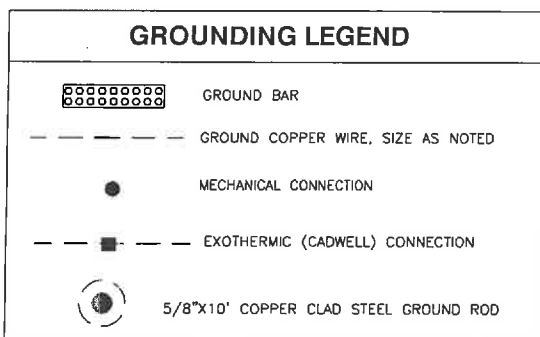 GROUNDING LEGEND
GROUND BAR
GROUND COPPER WIRE, SIZE AS NOTED
MECHANICAL CONNECTION
EXOTHERMIC (CADWELL) CONNECTION
5/8"X10' COPPER CLAD STEEL GROUND ROD